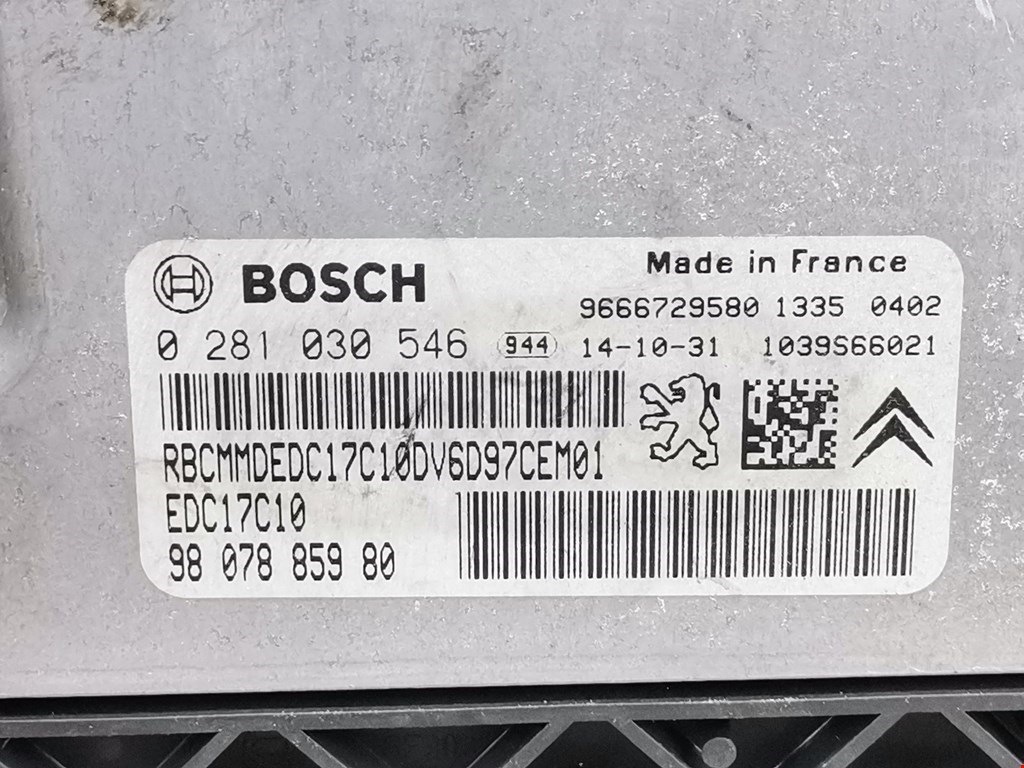 BOSCH
Made in France
9666729580 1335 0402
0 281 030 546 944 14-10-31 1039S66021
RBCMMDEDC17C10DV6D97CEM01
EDC17C10
98 078 859 80